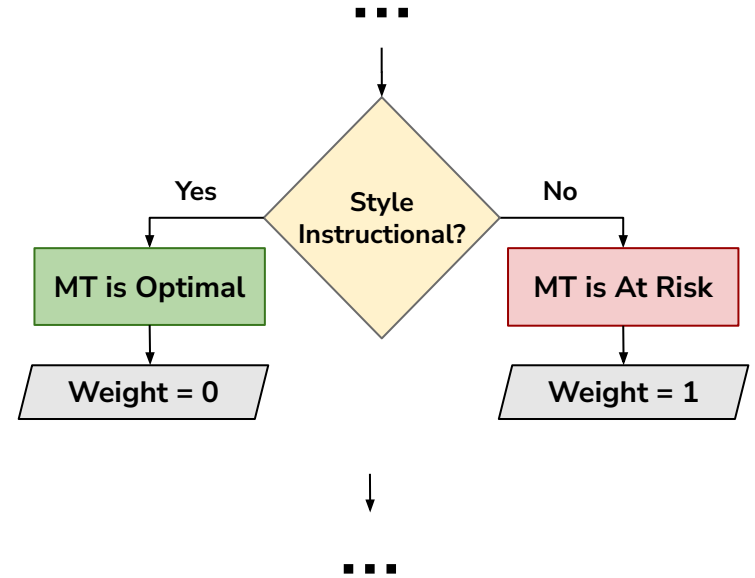 ...
Yes
No
Style
Instructional?
MT is Optimal
MT is At Risk
Weight = 0
Weight = 1
...